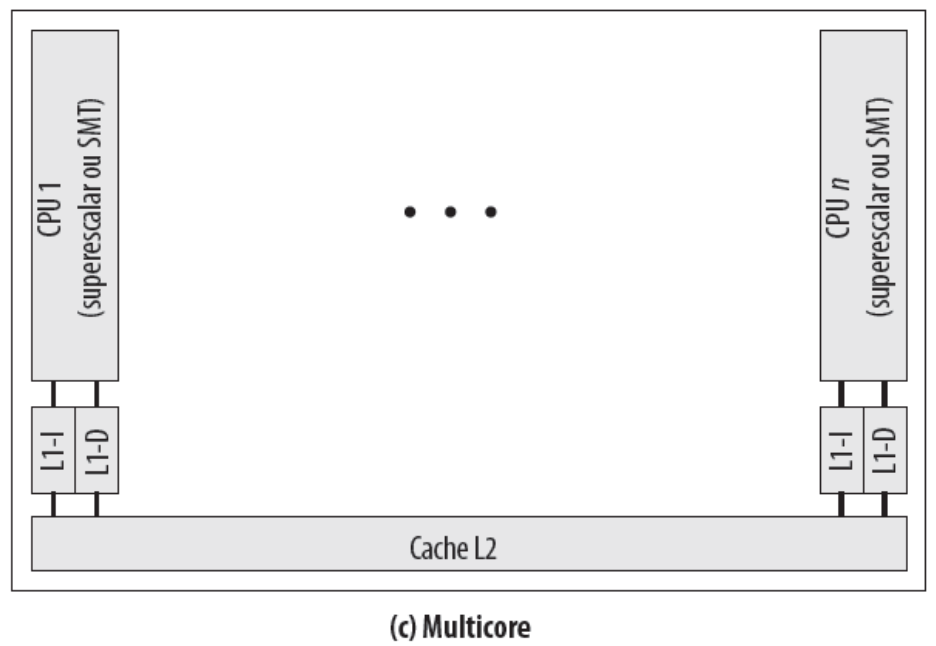 CPU 1
(superescalar ou SMT)
CPU n
(superescalar ou SMT)
L1-I
L1-D
L1-I
L1-D
Cache L2
(c) Multicore